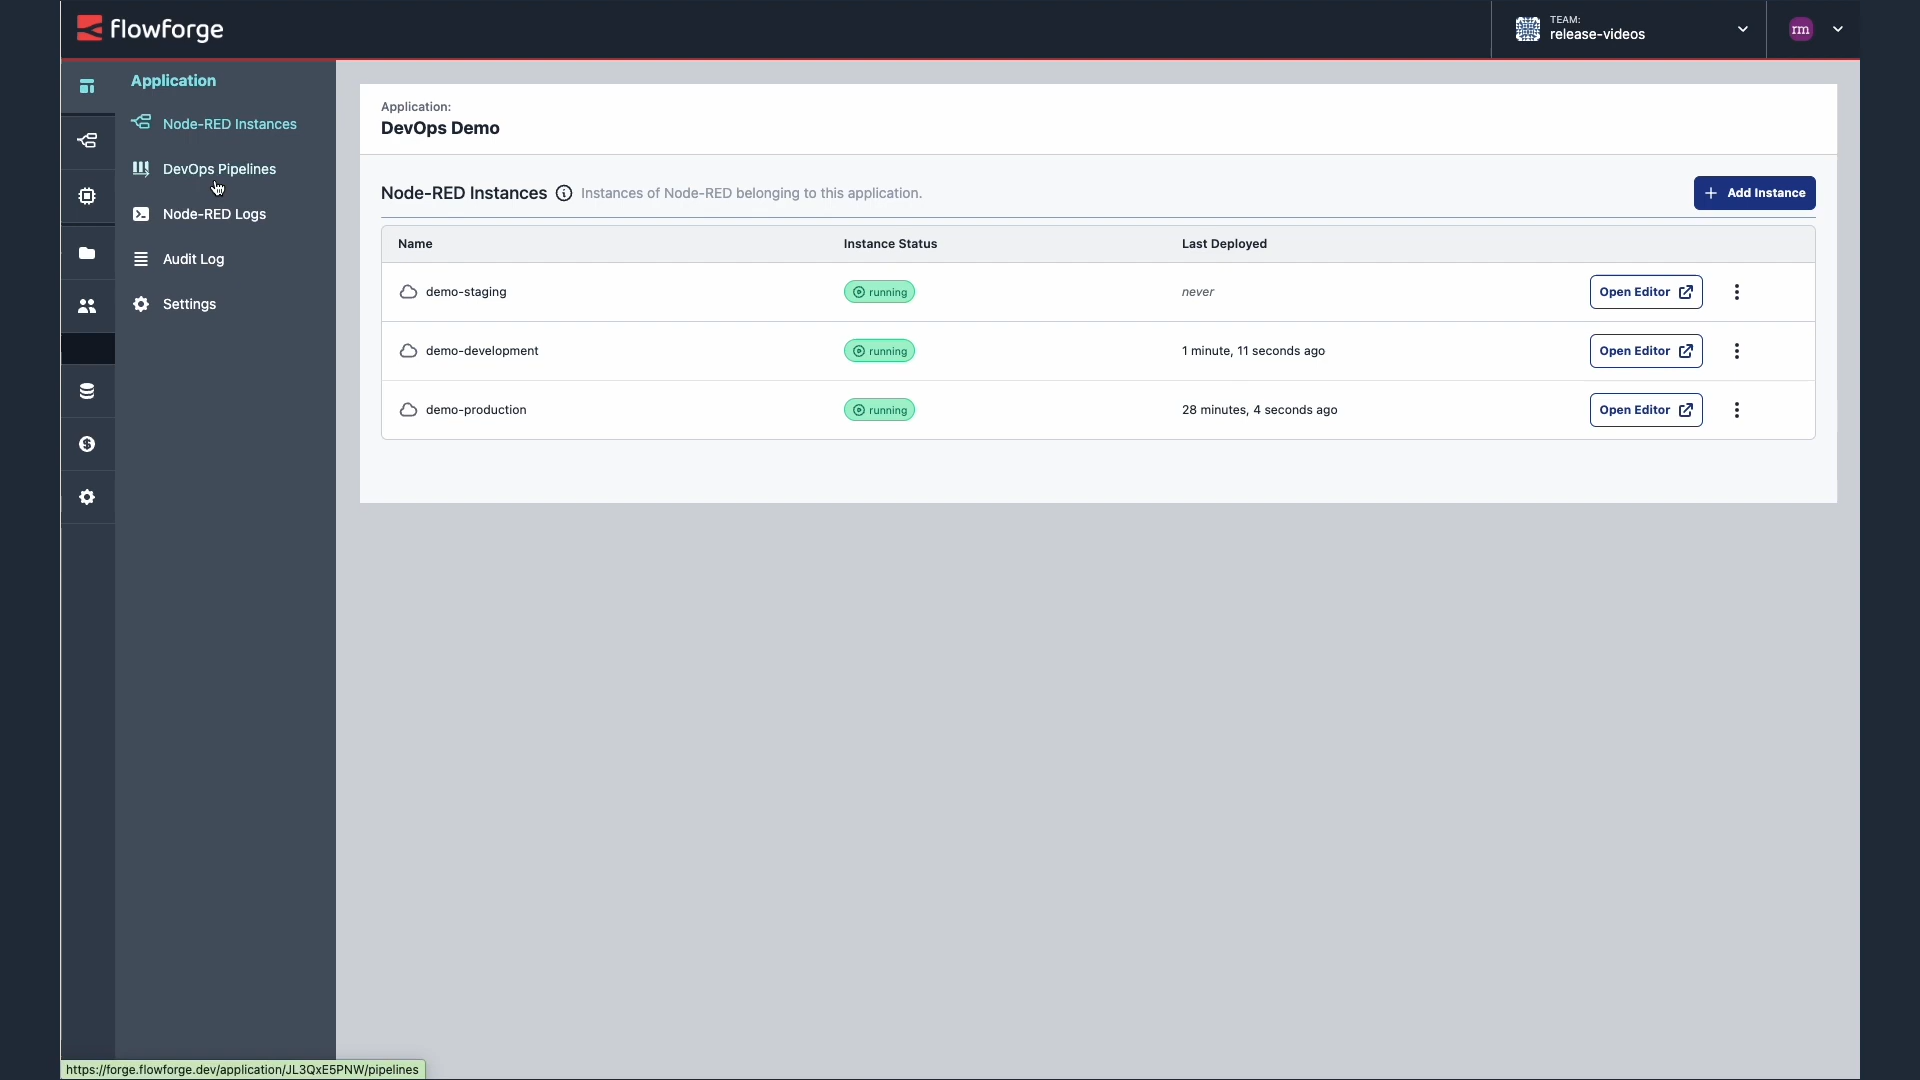 flowforge
TEAM:
release-videos
rm
Application
Node-RED Instances
DevOps Pipelines
Node-RED Logs
Audit Log
Settings
Application:
DevOps Demo
Node-RED Instances Instances of Node-RED belonging to this application.
Add Instance
Name Instance Status Last Deployed
demo-staging running never Open Editor
demo-development running 1 minute, 11 seconds ago Open Editor
demo-production running 28 minutes, 4 seconds ago Open Editor
https://forge.flowforge.dev/application/JL3QxE5PNW/pipelines